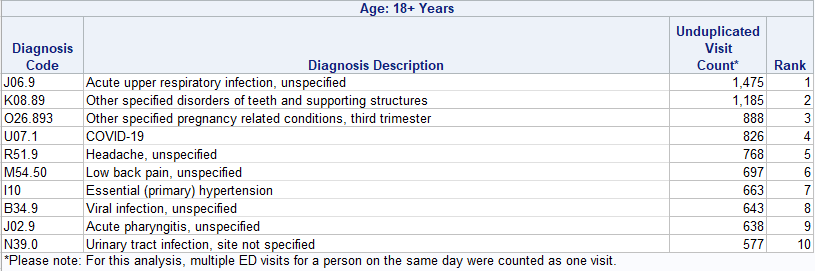 Age: 18+ Years
Diagnosis Code Diagnosis Description Unduplicated Visit Count* Rank
J06.9 Acute upper respiratory infection, unspecified 1,475 1
K08.89 Other specified disorders of teeth and supporting structures 1,185 2
O26.893 Other specified pregnancy related conditions, third trimester 888 3
U07.1 COVID-19 826 4
R51.9 Headache, unspecified 768 5
M54.50 Low back pain, unspecified 697 6
I10 Essential (primary) hypertension 663 7
B34.9 Viral infection, unspecified 643 8
J02.9 Acute pharyngitis, unspecified 638 9
N39.0 Urinary tract infection, site not specified 577 10
*Please note: For this analysis, multiple ED visits for a person on the same day were counted as one visit.